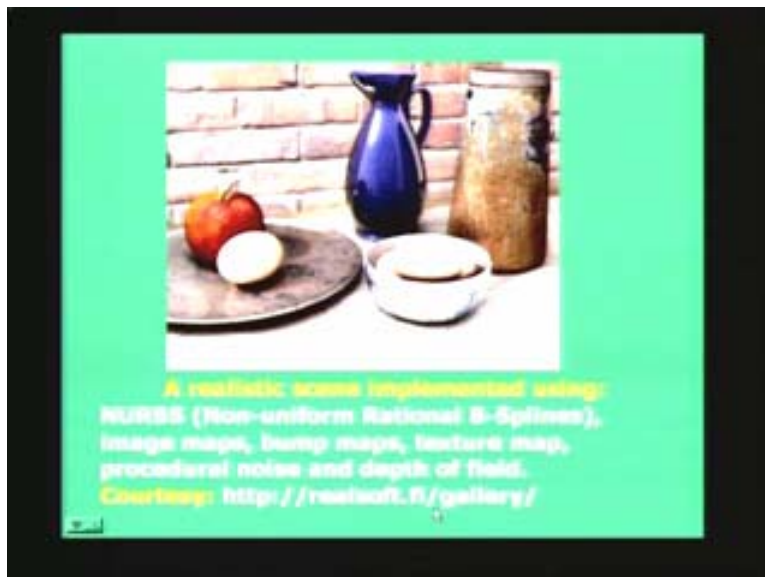 A realistic scene implemented using:
NURBS (Non-uniform Rational B-Splines),
image maps, bump maps, texture map,
procedural noise and depth of field.
Courtesy: http://realsoft.fi/gallery/